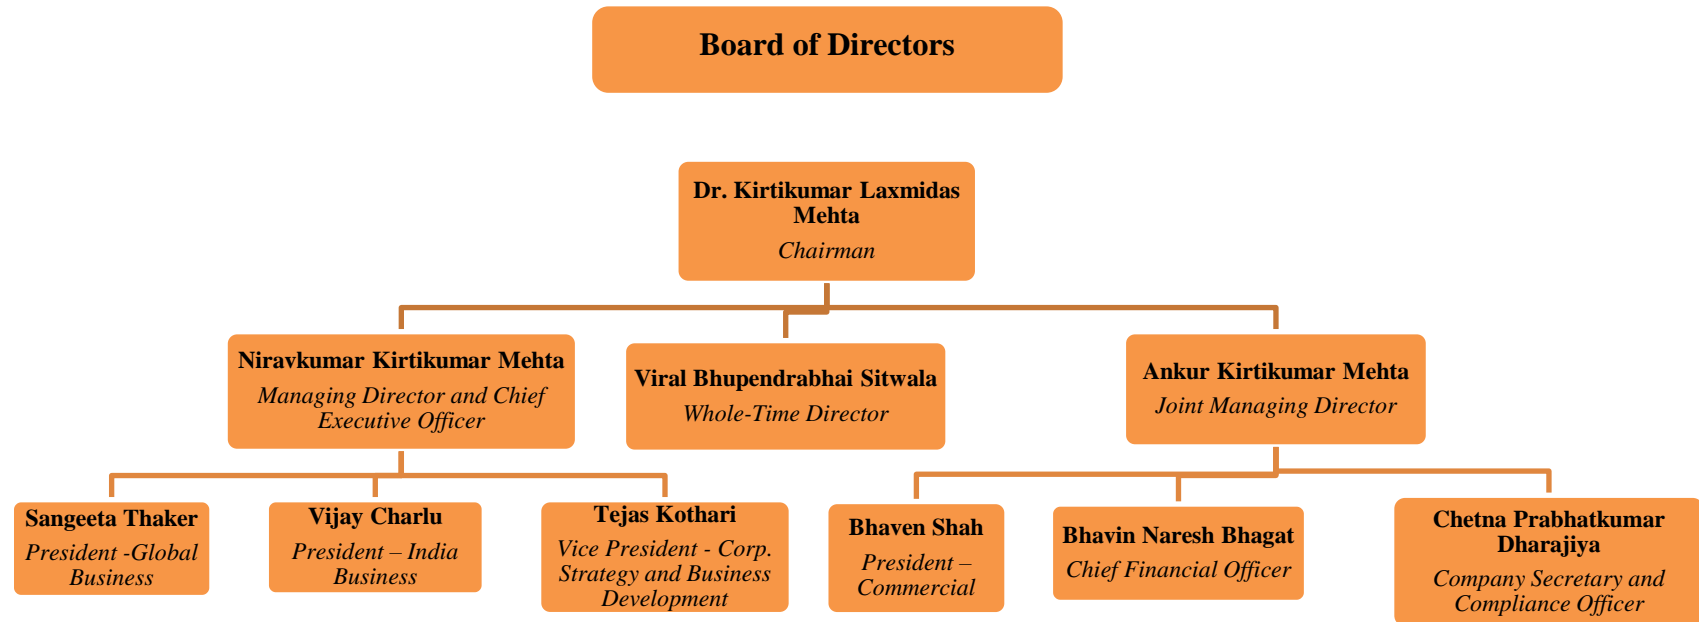 Board of Directors
Dr. Kirtikumar Laxmidas
Mehta
Chairman
Niravkumar Kirtikumar Mehta
Managing Director and Chief
Executive Officer
Viral Bhupendrabhai Sitwala
Whole-Time Director
Ankur Kirtikumar Mehta
Joint Managing Director
Sangeeta Thaker
President -Global
Business
Vijay Charlu
President – India
Business
Tejas Kothari
Vice President - Corp.
Strategy and Business
Development
Bhaven Shah
President –
Commercial
Bhavin Naresh Bhagat
Chief Financial Officer
Chetna Prabhatkumar
Dharajiya
Company Secretary and
Compliance Officer